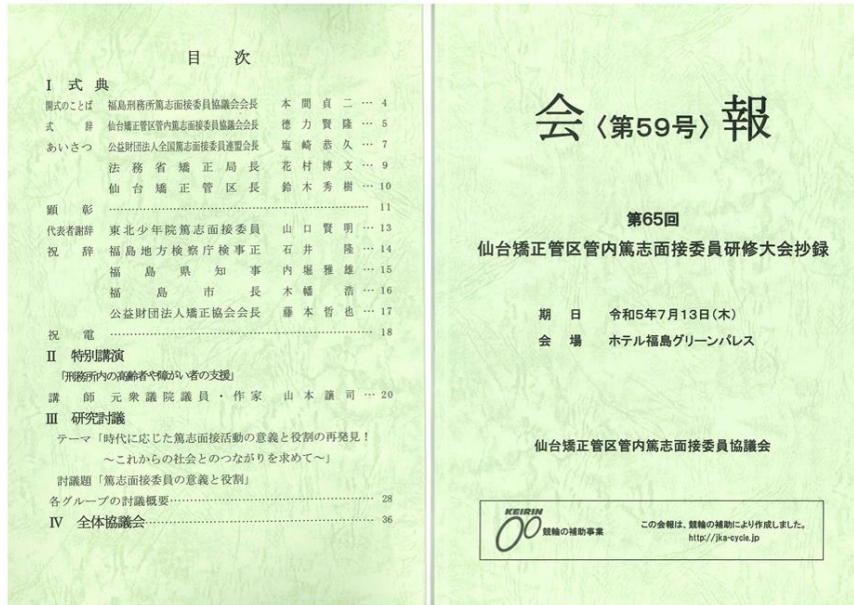 目 次
Ⅰ 式 典
開式のことば 福島刑務所篤志面接委員協議会会長 本 間 貞 二 … 4
式 辞 仙台矯正管区管内篤志面接委員協議会会長 德 力 賢 隆 … 5
あいさつ 公益財団法人全国篤志面接委員連盟会長 塩 崎 恭 久 … 7
法 務 省 矯 正 局 長 花 村 博 文 … 9
仙 台 矯 正 管 区 長 鈴 木 秀 樹 … 10
顕 彰 … 11
代表者謝辞 東北少年院篤志面接委員 山 口 賢 明 … 13
祝 辞 福島地方検察庁検事正 石 井 隆 … 14
福 島 県 知 事 内 堀 雅 雄 … 15
福 島 市 長 木 幡 浩 … 16
公益財団法人矯正協会会長 藤 本 哲 也 … 17
祝 電 … 18
Ⅱ 特別講演
「刑務所内の高齢者や障がい者の支援」
講 師 元衆議院議員・作家 山 本 譲 司 … 20
Ⅲ 研究討議
テーマ「時代に応じた篤志面接活動の意義と役割の再発見！
～これからの社会とのつながりを求めて～」
討議題「篤志面接委員の意義と役割」
各グループの討議概要… 28
Ⅳ 全体協議会… 36
会〈第59号〉報
第65回
仙台矯正管区管内篤志面接委員研修大会抄録
期 日 令和5年7月13日（木）
会 場 ホテル福島グリーンパレス
仙台矯正管区管内篤志面接委員協議会
KEIRIN
競輪の補助事業
この会報は、競輪の補助により作成しました。
http://jka-cycle.jp